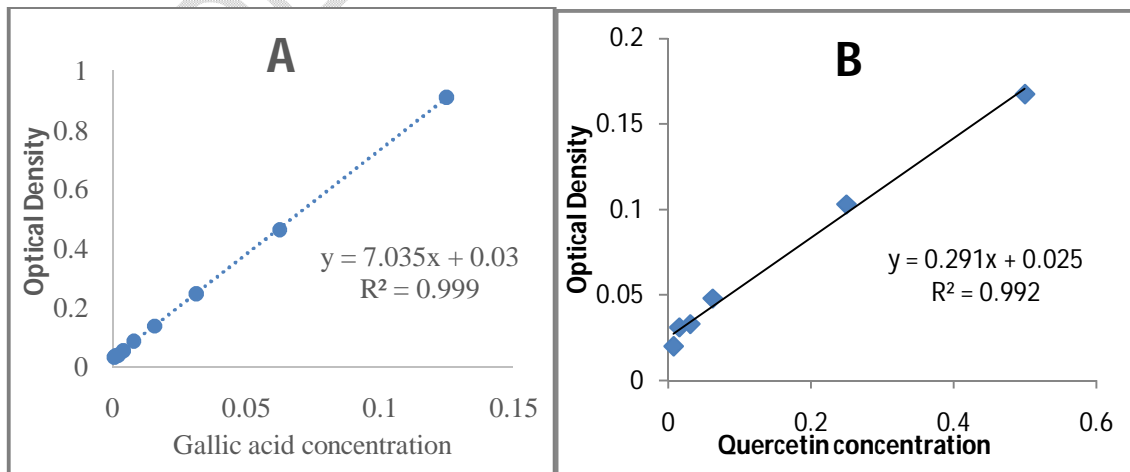 A
1
0.8
0.6
0.4
0.2
0
0
0.05
0.1
0.15
Optical Density
y = 7.035x + 0.03
R² = 0.999
Gallic acid concentration
B
0.2
0.15
0.1
0.05
0
0
0.2
0.4
0.6
Optical Density
y = 0.291x + 0.025
R² = 0.992
Quercetin concentration